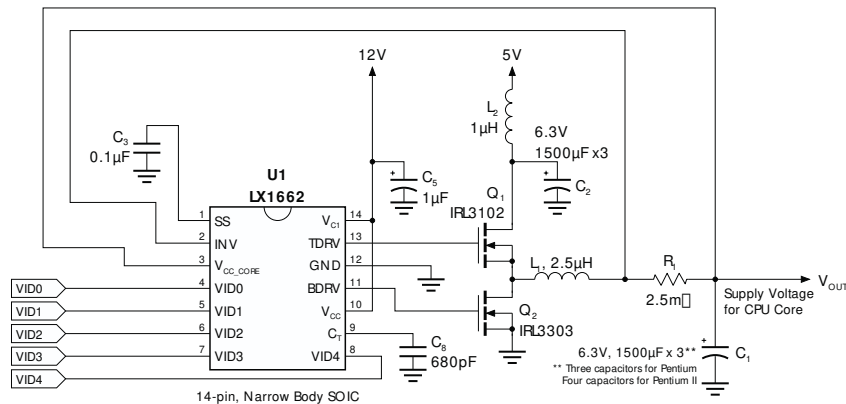 12V
5V
L2
1µH
6.3V
1500µF x3
C3
0.1µF
U1
LX1662
C5
1µF
C2
Q1
IRL3102
1 SS
2 INV
3 VCC_CORE
4 VID0
5 VID1
6 VID2
7 VID3
VC1 14
TDRV 13
GND 12
BDRV 11
VCC 10
CT 9
VID4 8
VID0
VID1
VID2
VID3
VID4
L1, 2.5µH
R1
2.5m□
VOUT
Supply Voltage
for CPU Core
Q2
IRL3303
C8
680pF
6.3V, 1500µF x 3**
C1
** Three capacitors for Pentium
Four capacitors for Pentium II
14-pin, Narrow Body SOIC